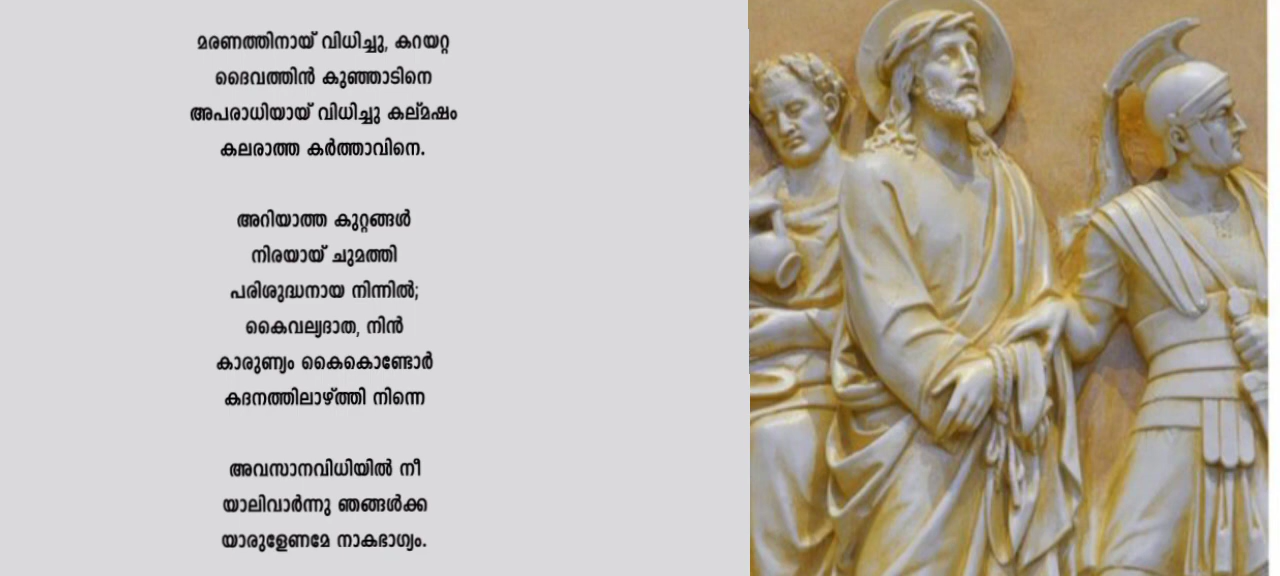 മരണത്തിനായ് വിധിച്ചു, കറയറ്റ
ദൈവത്തിൻ കുഞ്ഞാടിനെ
അപരാധിയായ് വിധിച്ചു കല്മഷം
കലരാത്ത കർത്താവിനെ.
അറിയാത്ത കുറ്റങ്ങൾ
നിരയായ് ചുമത്തി
പരിശുദ്ധനായ നിന്നിൽ;
കൈവല്യദാത, നിൻ
കാരുണ്യം കൈകൊണ്ടോർ
കദനത്തിലാഴ്ത്തി നിന്നെ
അവസാനവിധിയിൽ നീ
യാലിവാർന്നു ഞങ്ങൾക്ക
യാരുളേണമേ നാകഭാഗ്യം.